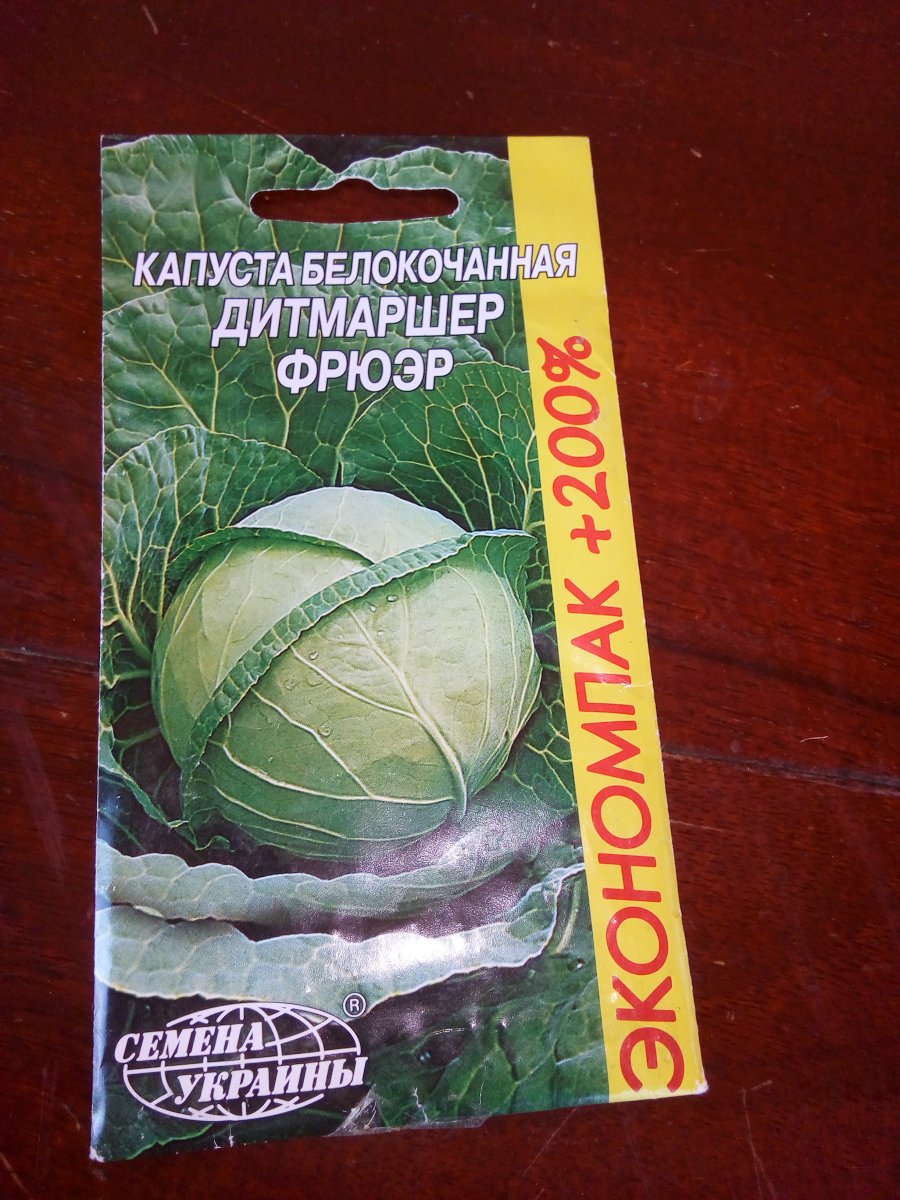 КАПУСТА БЕЛОКОЧАННАЯ
ДИТМАРШЕР
ФРЮЭР
ЭКОНОМПАК +200%
СЕМЕНА
УКРАИНЫ
®